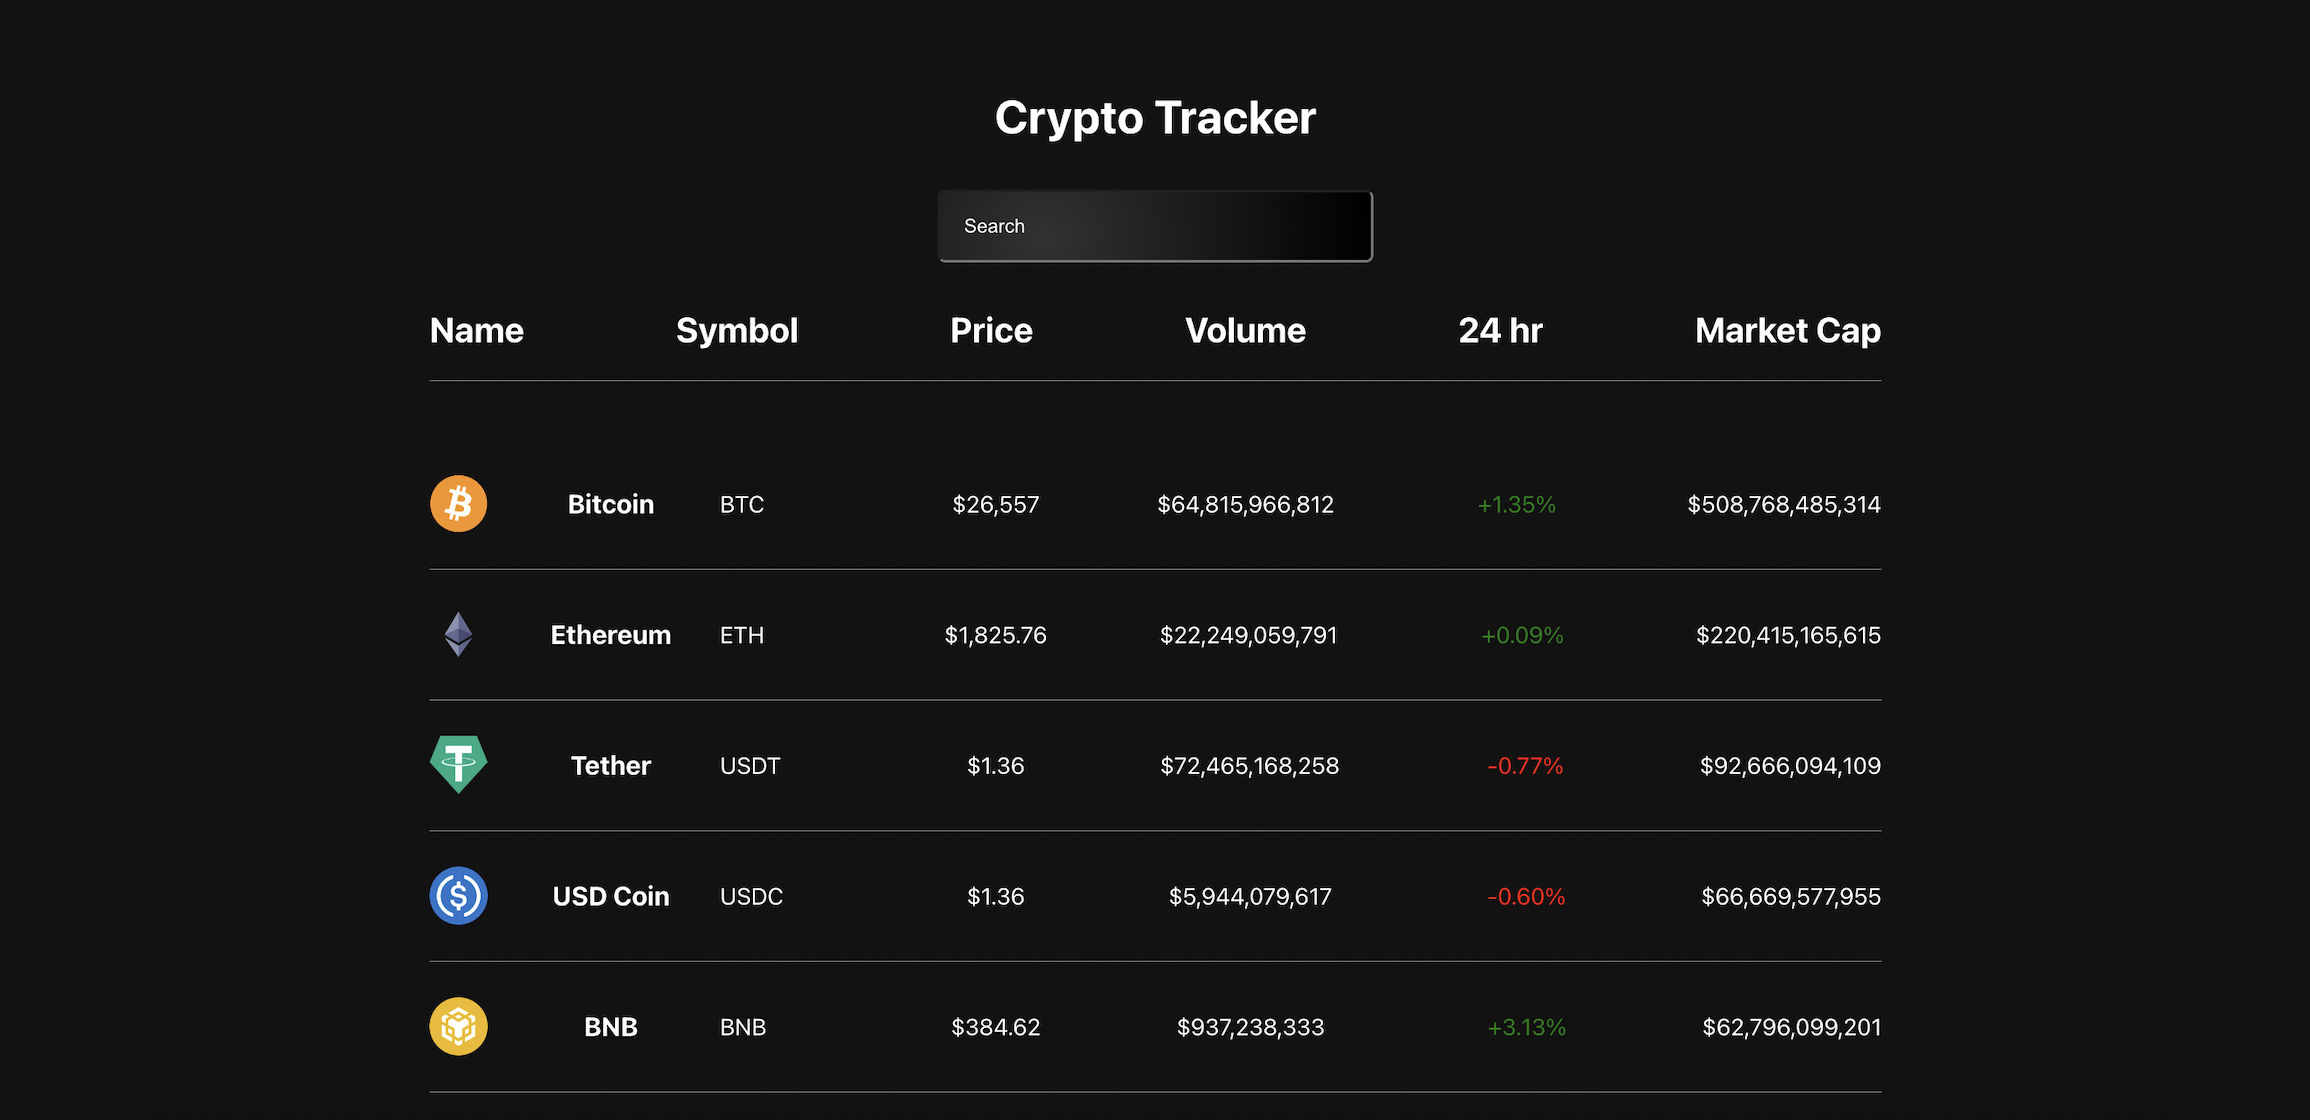 Crypto Tracker
Search
Name Symbol Price Volume 24 hr Market Cap
Bitcoin BTC $26,557 $64,815,966,812 +1.35% $508,768,485,314
Ethereum ETH $1,825.76 $22,249,059,791 +0.09% $220,415,165,615
Tether USDT $1.36 $72,465,168,258 -0.77% $92,666,094,109
USD Coin USDC $1.36 $5,944,079,617 -0.60% $66,669,577,955
BNB BNB $384.62 $937,238,333 +3.13% $62,796,099,201